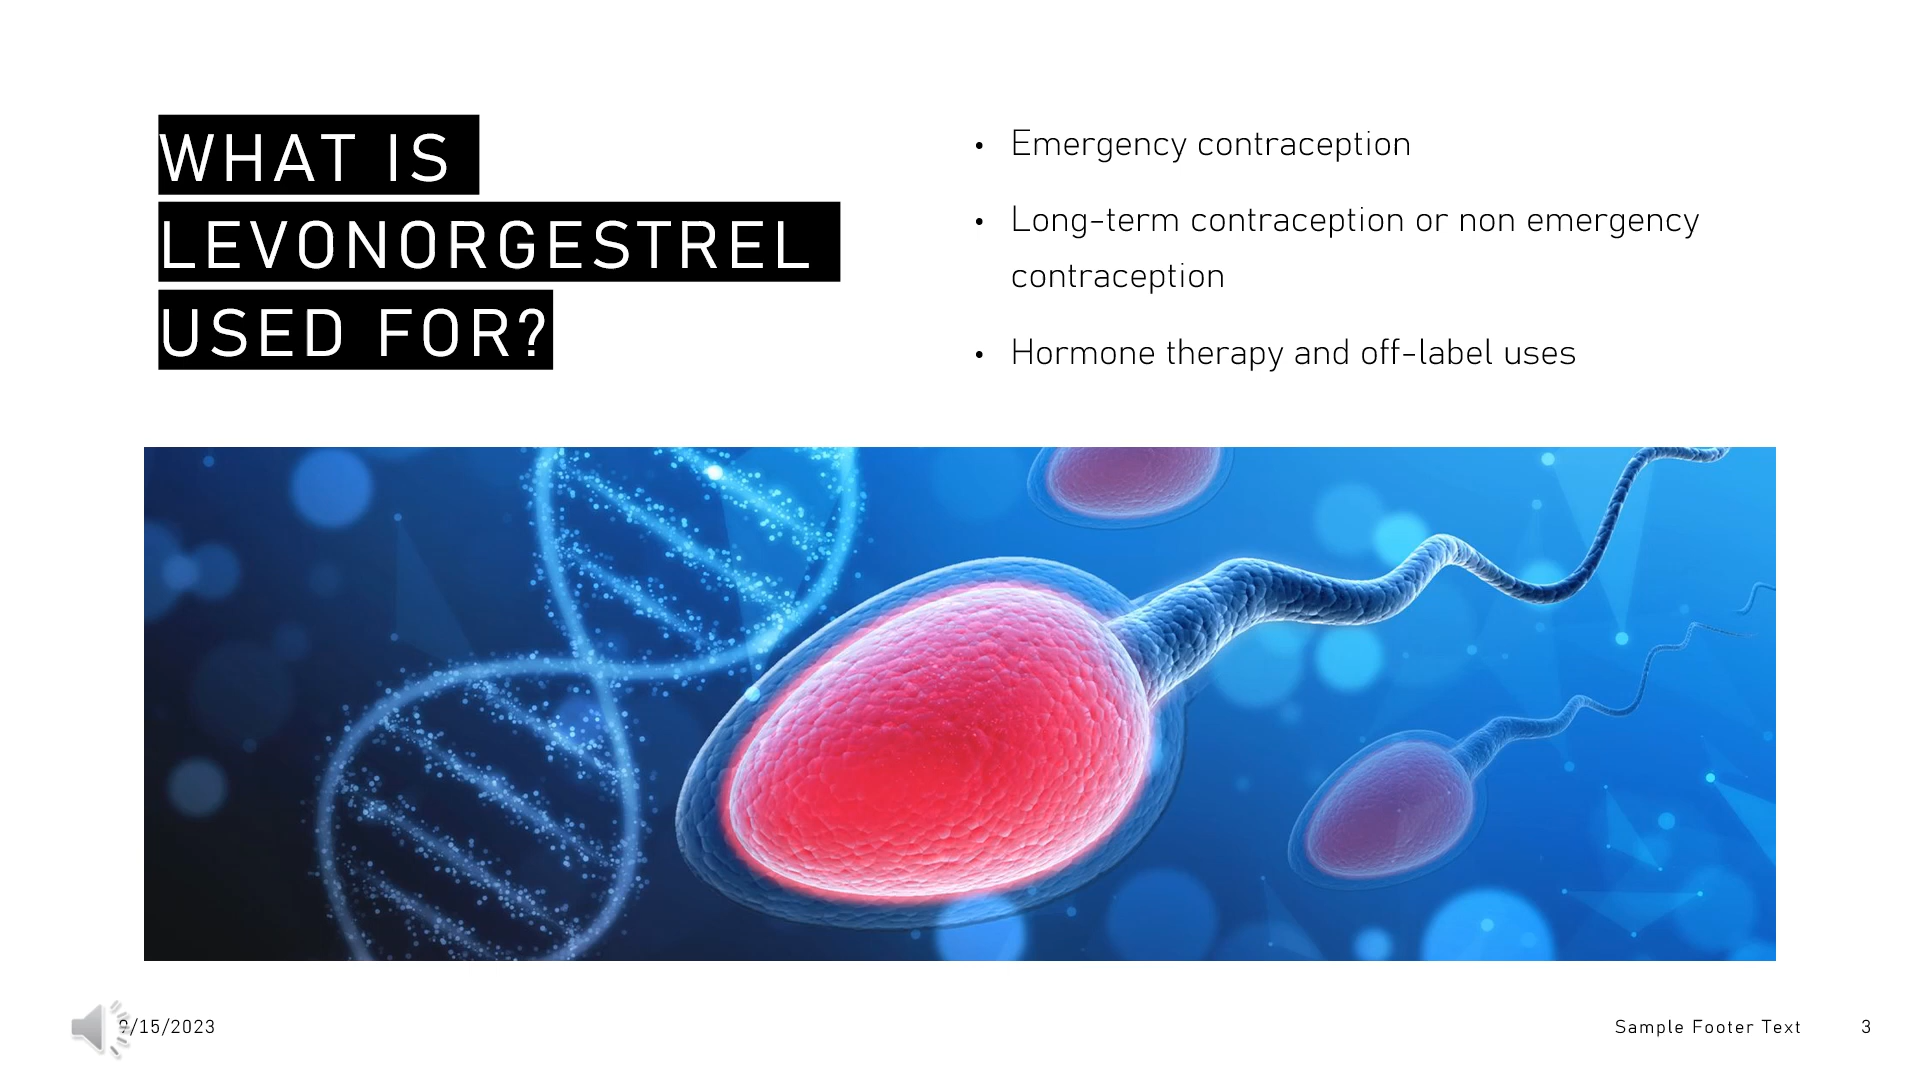 WHAT IS
LEVONORGESTREL
USED FOR?
• Emergency contraception
• Long-term contraception or non emergency
contraception
• Hormone therapy and off-label uses
9/15/2023
Sample Footer Text
3